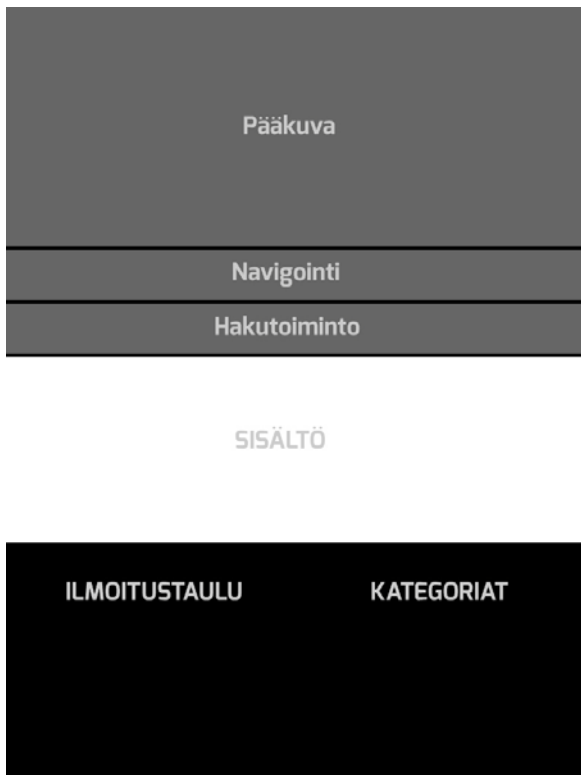 Pääkuva
Navigointi
Hakutoiminto
SISÄLTÖ
ILMOITUSTAULU KATEGORIAT